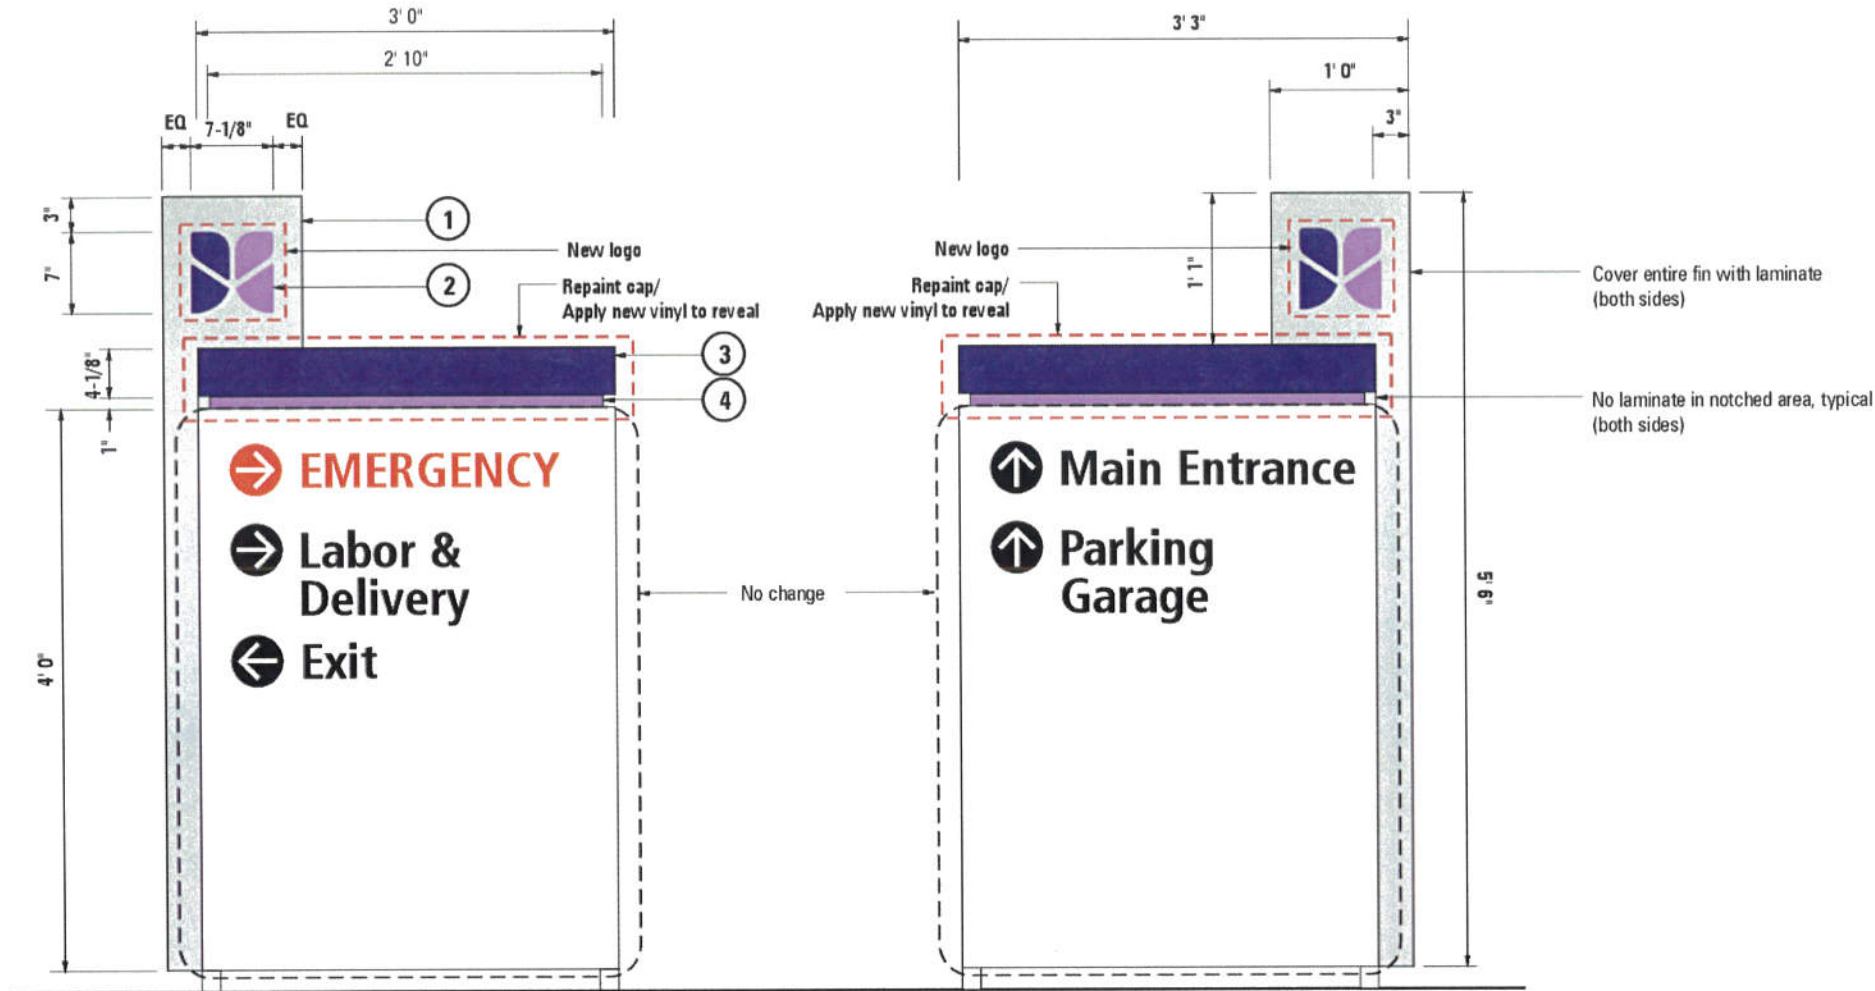 3' 0"
2' 10"
EQ
7-1/8"
EQ
3"
7"
4-1/8"
1"
4' 0"
1
New logo
2
Repaint cap/
Apply new vinyl to reveal
3
4
EMERGENCY
Labor &
Delivery
Exit
No change
3' 3"
1' 0"
3"
1' 1"
5' 6"
New logo
Repaint cap/
Apply new vinyl to reveal
Cover entire fin with laminate
(both sides)
No laminate in notched area, typical
(both sides)
Main Entrance
Parking
Garage